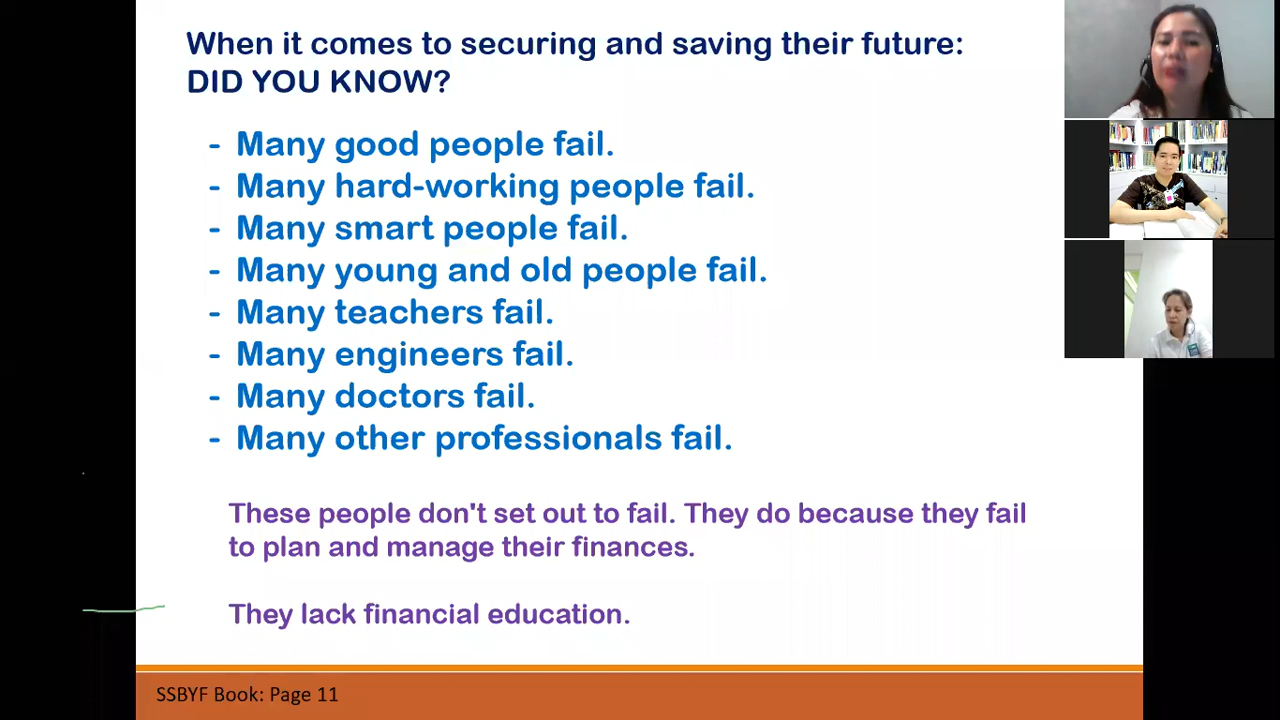 When it comes to securing and saving their future:
DID YOU KNOW?
- Many good people fail.
- Many hard-working people fail.
- Many smart people fail.
- Many young and old people fail.
- Many teachers fail.
- Many engineers fail.
- Many doctors fail.
- Many other professionals fail.
These people don't set out to fail. They do because they fail
to plan and manage their finances.
They lack financial education.
SSBYF Book: Page 11